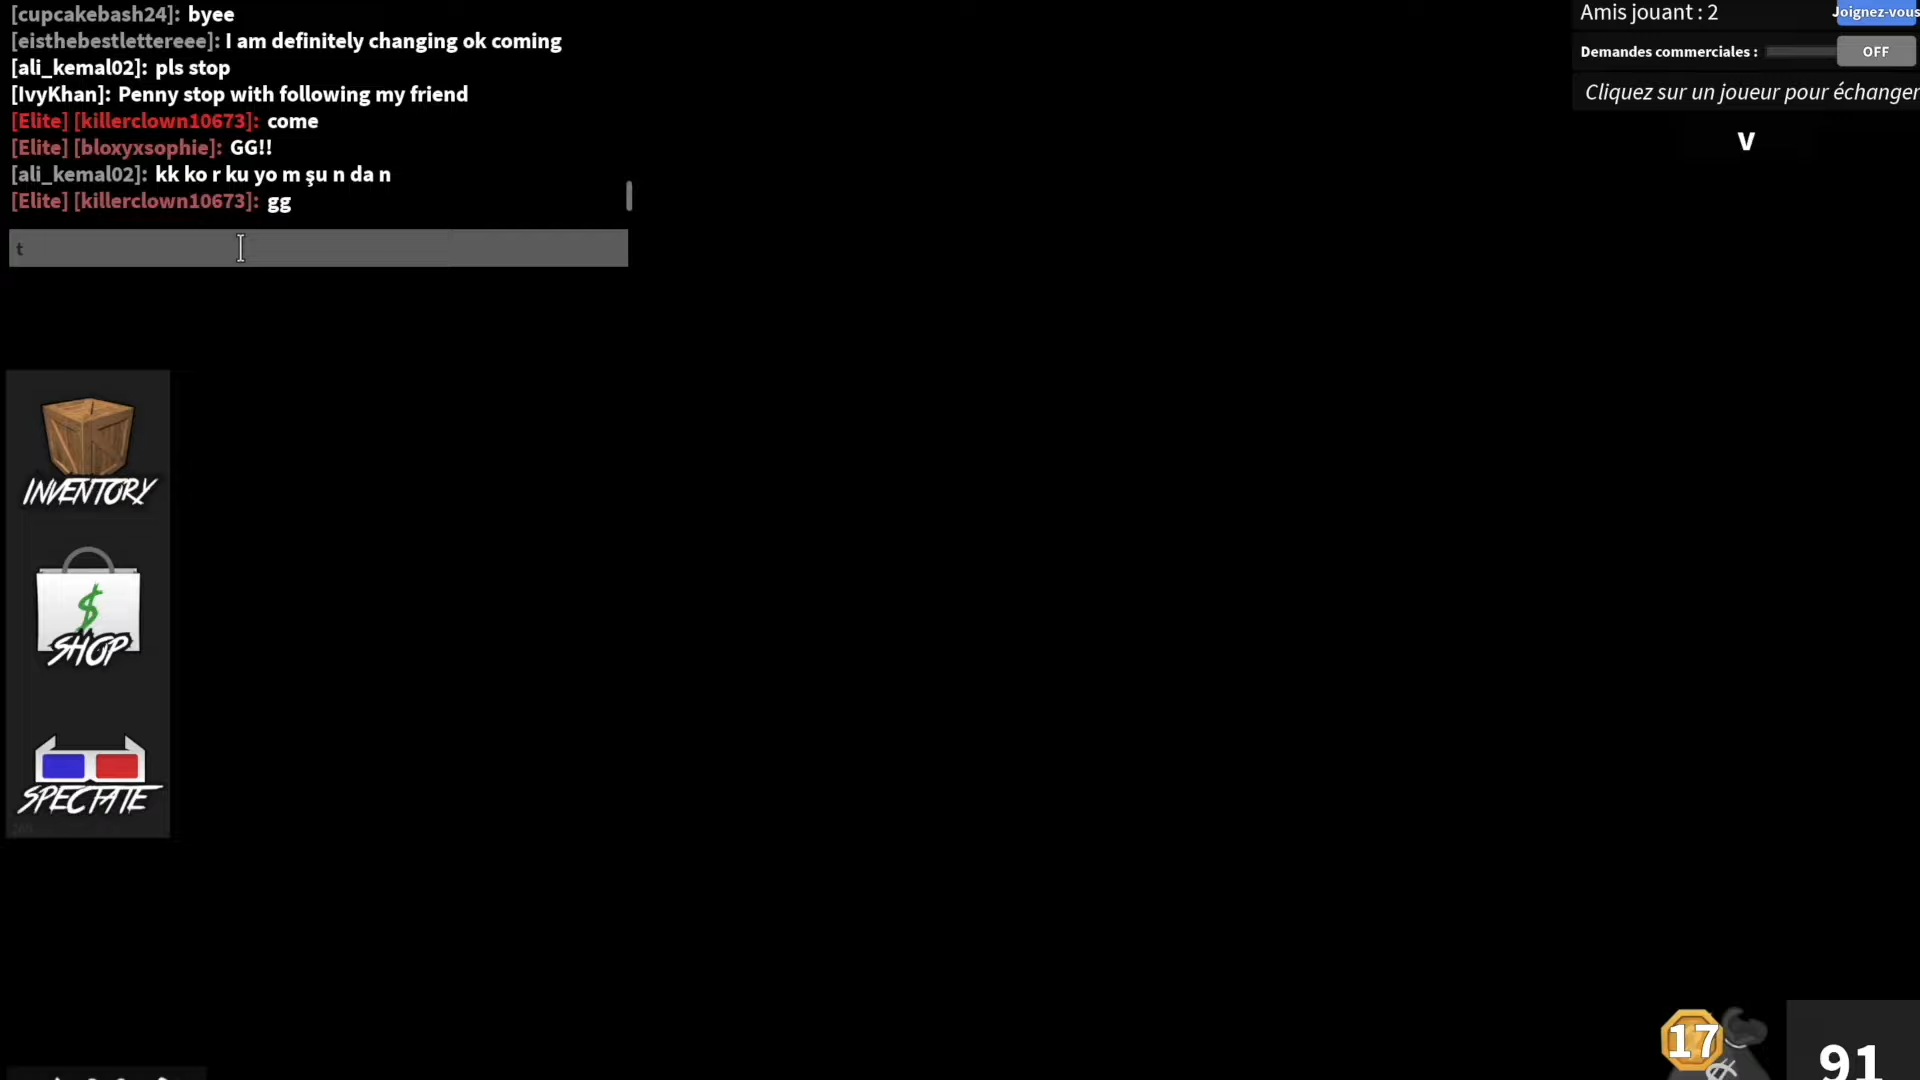 [cupcakebash24]: byee
[eisthebestlettereee]: I am definitely changing ok coming
[ali_kemal02]: pls stop
[IvyKhan]: Penny stop with following my friend
[Elite] [killerclown10673]: come
[Elite] [bloxyxsophie]: GG!!
[ali_kemal02]: kk ko r ku yo m şu n da n
[Elite] [killerclown10673]: gg
t
Amis jouant : 2
Joignez-vous
Demandes commerciales :
OFF
Cliquez sur un joueur pour échanger
V
INVENTORY
$
SHOP
SPECTATE
17
91